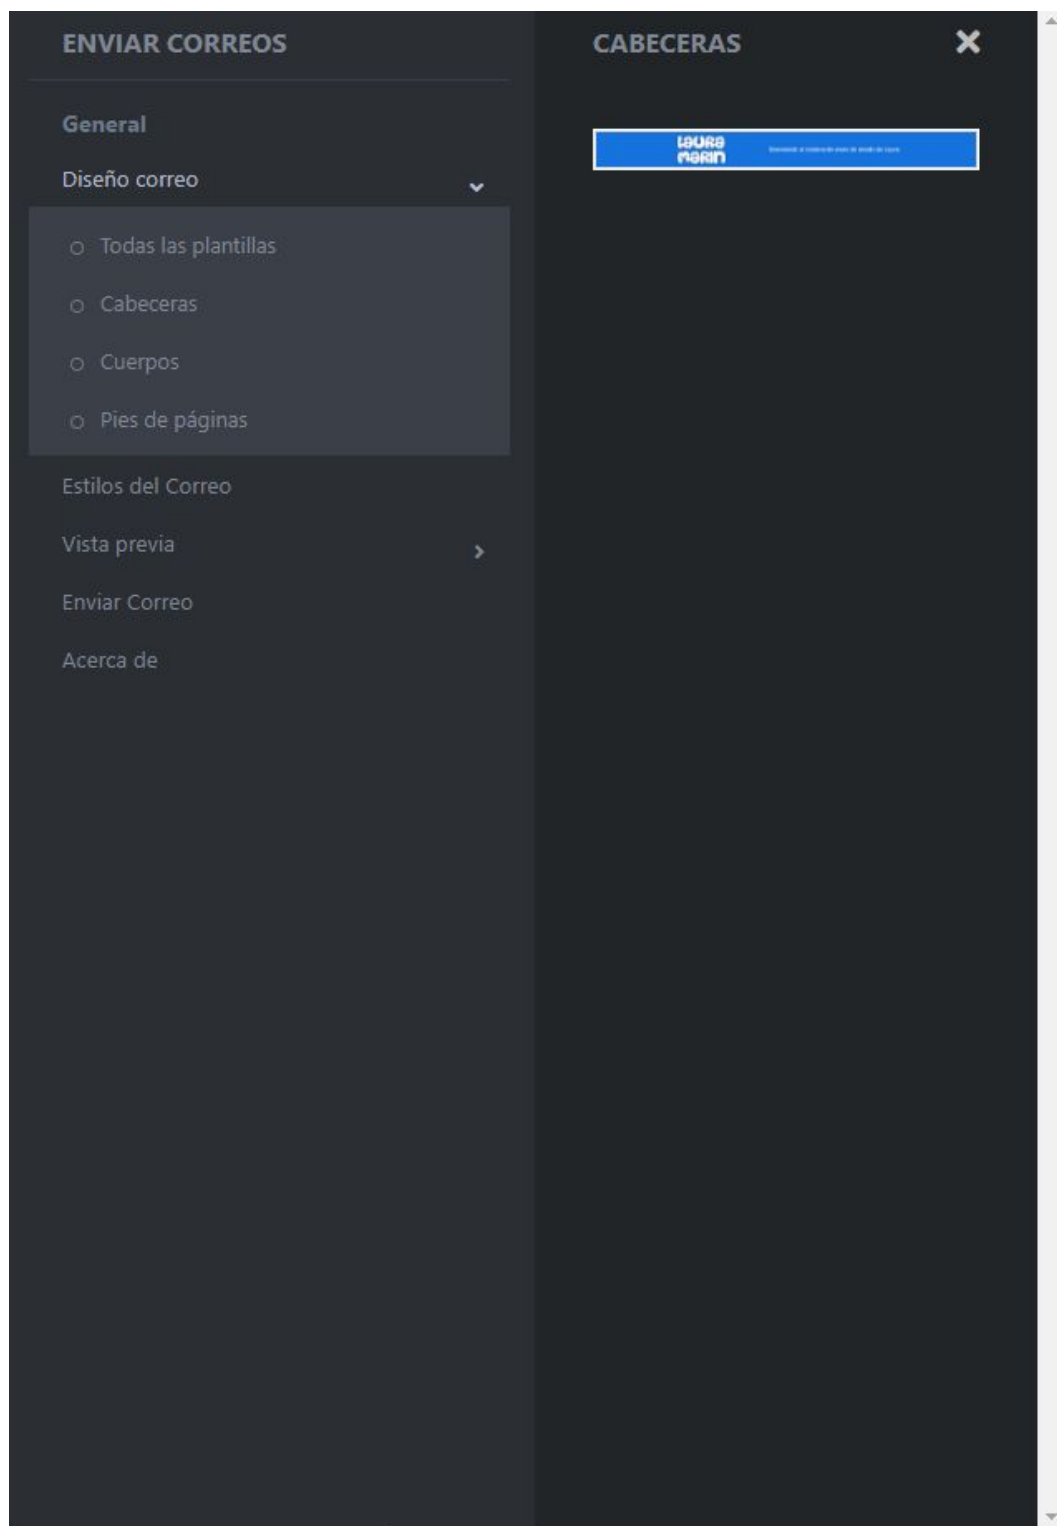 ENVIAR CORREOS
General
Diseño correo
Todas las plantillas
Cabeceras
Cuerpos
Pies de páginas
Estilos del Correo
Vista previa
Enviar Correo
Acerca de
CABECERAS
LAURA
MARIN